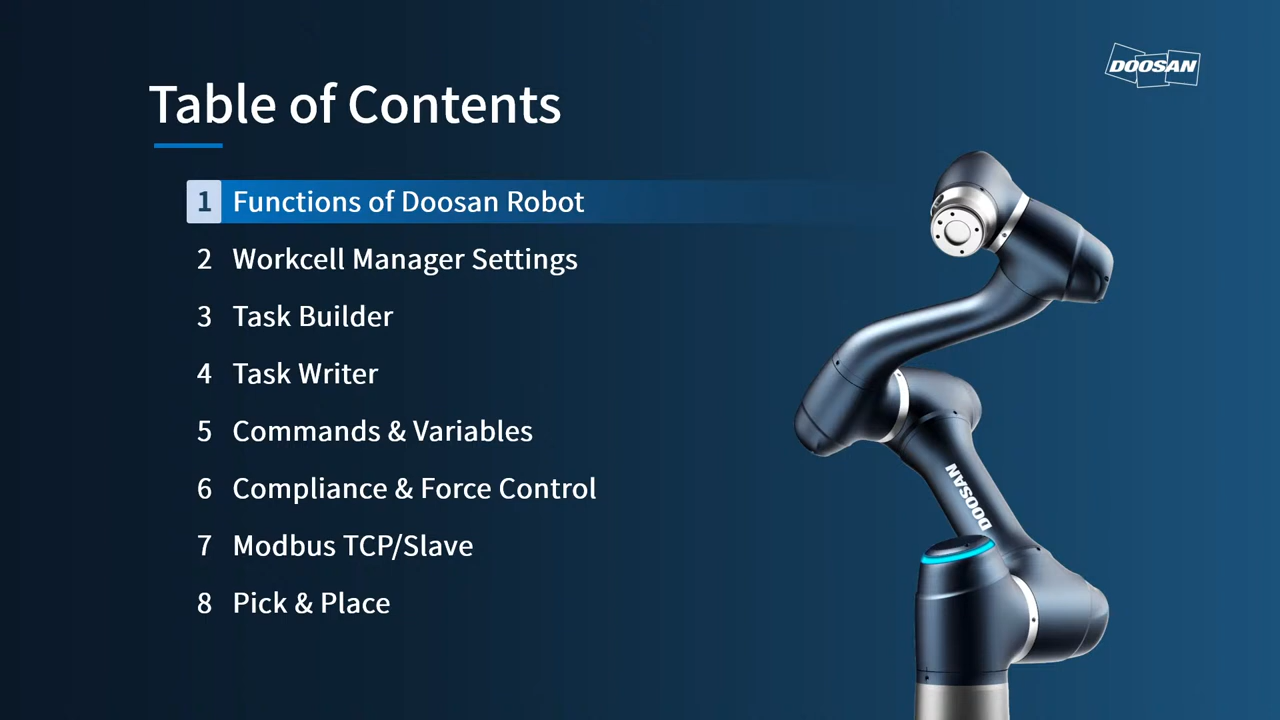 DOOSAN
Table of Contents
1 Functions of Doosan Robot
2 Workcell Manager Settings
3 Task Builder
4 Task Writer
5 Commands & Variables
6 Compliance & Force Control
7 Modbus TCP/Slave
8 Pick & Place
DOOSAN